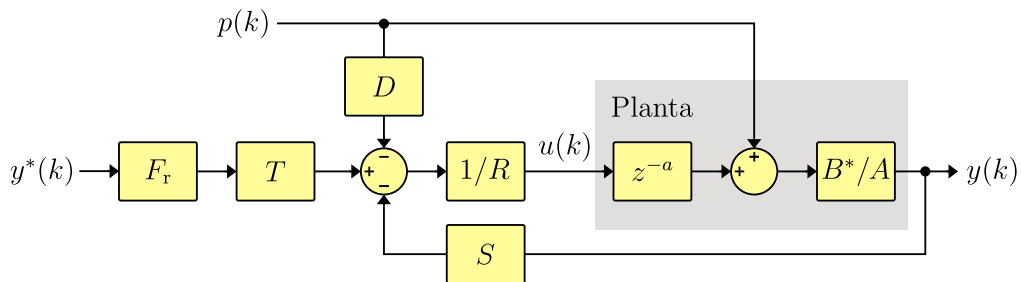 p(k)
D
Planta
y*(k)
F_r
T
+
−
−
1/R
u(k)
z^{-a}
+
+
B*/A
y(k)
S